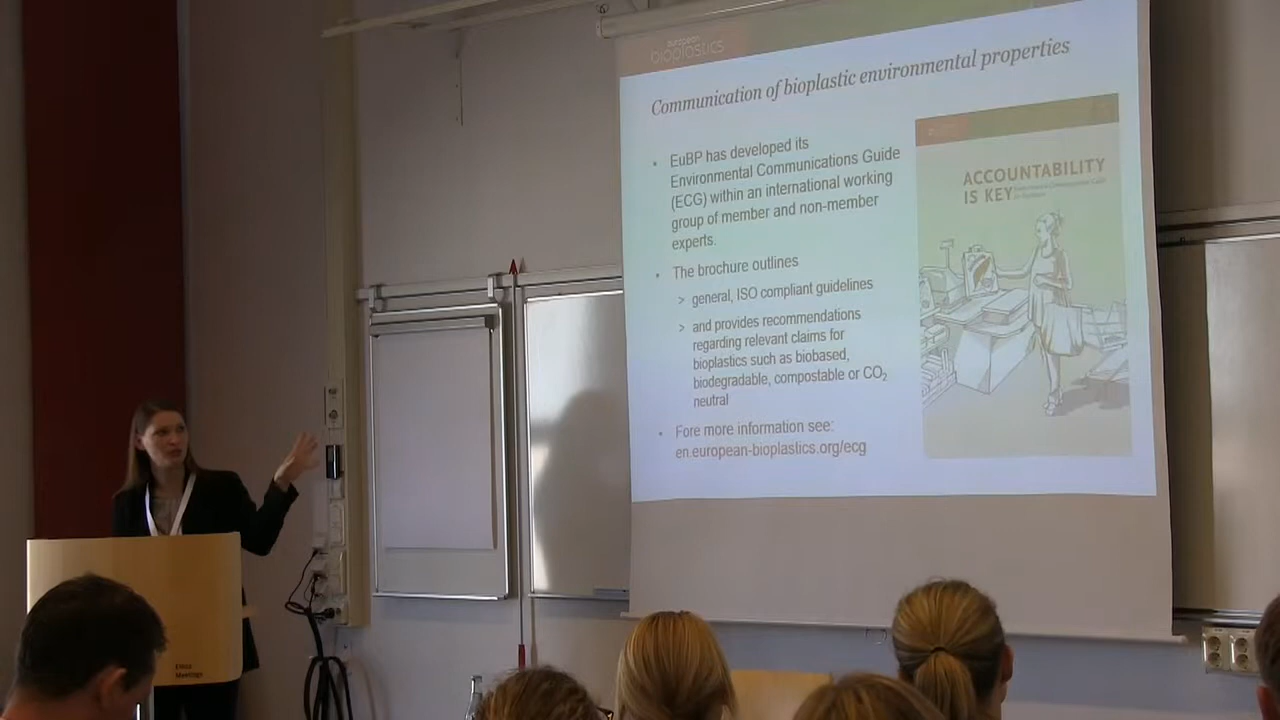 european
bioplastics
Communication of bioplastic environmental properties
• EuBP has developed its
Environmental Communications Guide
(ECG) within an international working
group of member and non-member
experts.
• The brochure outlines
> general, ISO compliant guidelines
> and provides recommendations
regarding relevant claims for
bioplastics such as biobased,
biodegradable, compostable or CO₂
neutral
• Fore more information see:
en.european-bioplastics.org/ecg
ACCOUNTABILITY
IS KEY
Meetings